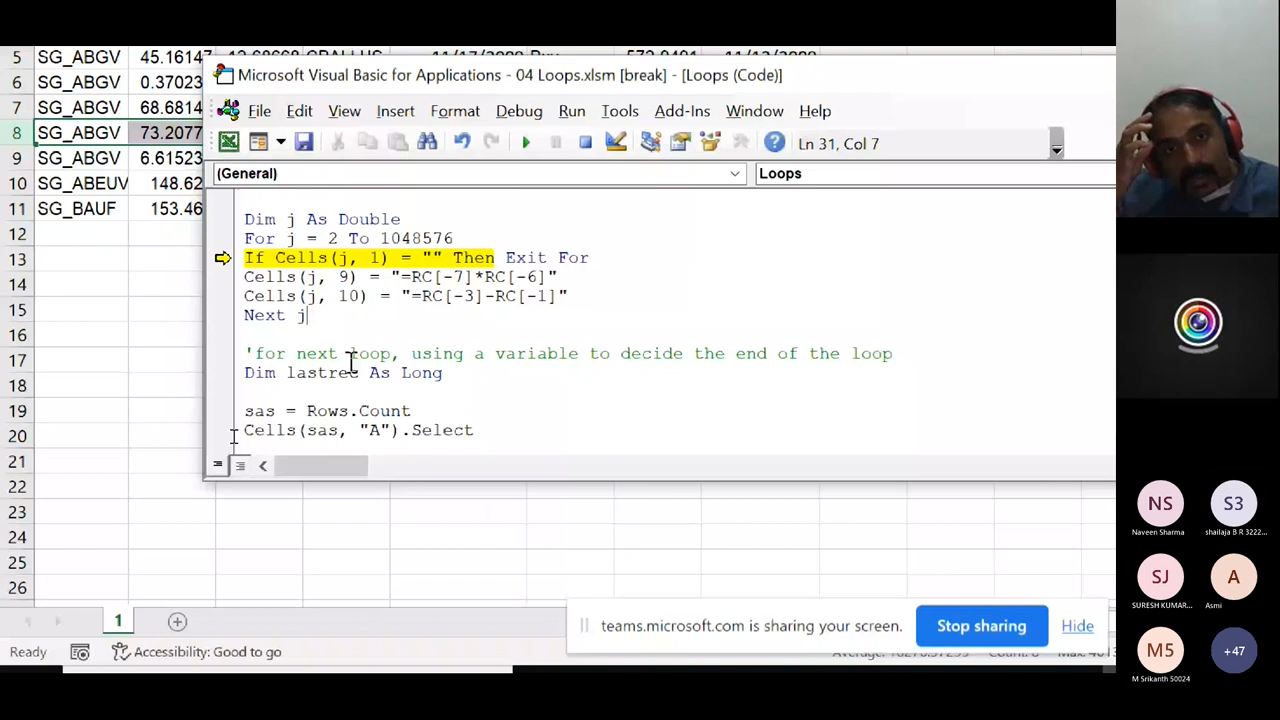 5 SG_ABGV 45.16147
6 SG_ABGV 0.37023
7 SG_ABGV 68.6814
8 SG_ABGV 73.2077
9 SG_ABGV 6.61523
10 SG_ABEUV 148.62
11 SG_BAUF 153.46
12
13
14
15
16
17
18
19
20
21
22
23
24
25
26
Microsoft Visual Basic for Applications - 04 Loops.xlsm [break] - [Loops (Code)]
File Edit View Insert Format Debug Run Tools Add-Ins Window Help
Ln 31, Col 7
(General) Loops
Dim j As Double
For j = 2 To 1048576
If Cells(j, 1) = "" Then Exit For
Cells(j, 9) = "=RC[-7]*RC[-6]"
Cells(j, 10) = "=RC[-3]-RC[-1]"
Next j
'for next loop, using a variable to decide the end of the loop
Dim lastrec As Long
sas = Rows.Count
Cells(sas, "A").Select
1
Ready Accessibility: Good to go
teams.microsoft.com is sharing your screen. Stop sharing Hide
NS S3
Naveen Sharma shailaja B R 3222...
SJ A
SURESH KUMAR... Asmi
M5 +47
M Srikanth 50024